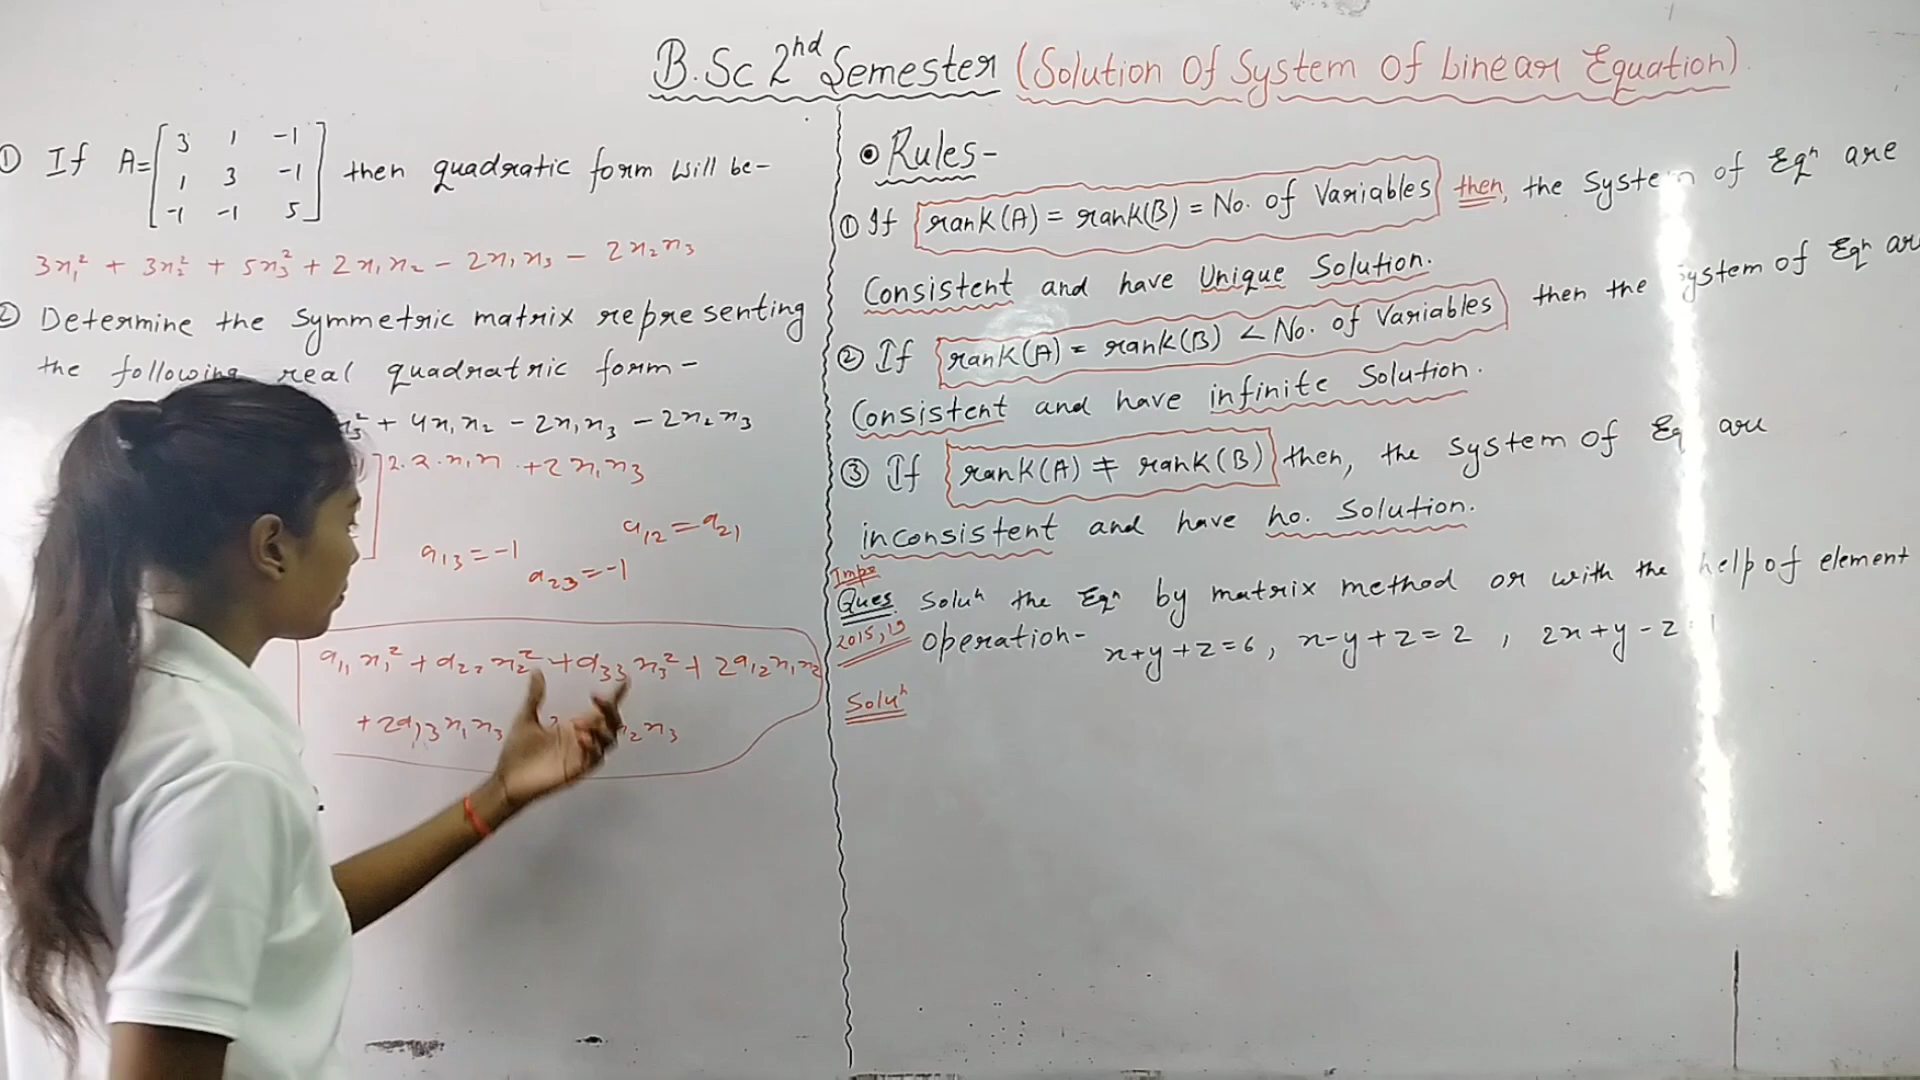 B.Sc 2nd Semester (Solution Of System Of Linear Equation)
① If A= [3 1 -1
1 3 -1
-1 -1 5] then quadratic form will be-
3x₁² + 3x₂² + 5x₃² + 2x₁x₂ - 2x₁x₃ - 2x₂x₃
② Determine the Symmetric matrix representing
the following real quadratric form-
x₃² + 4x₁x₂ - 2x₁x₃ - 2x₂x₃
+2x₁x₃
a₁₂=a₂₁
a₁₃=-1
a₂₃=-1
a₁₁x₁² + a₂₂x₂² + a₃₃x₃² + 2a₁₂x₁x₂
+ 2a₁₃x₁x₃ x₂x₃
• Rules-
① If rank(A) = rank(B) = No. of Variables then, the System of Eqⁿ are
Consistent and have Unique Solution.
② If rank(A) = rank(B) < No. of Variables then the System of Eqⁿ are
Consistent and have infinite Solution.
③ If rank(A) ≠ rank(B) then, the System of Eq are
inconsistent and have no. Solution.
Imps
Ques Soluⁿ the Eqⁿ by matrix method or with the help of element
2015,19 Operation- x+y+z=6, x-y+z=2, 2x+y-z
Soluⁿ